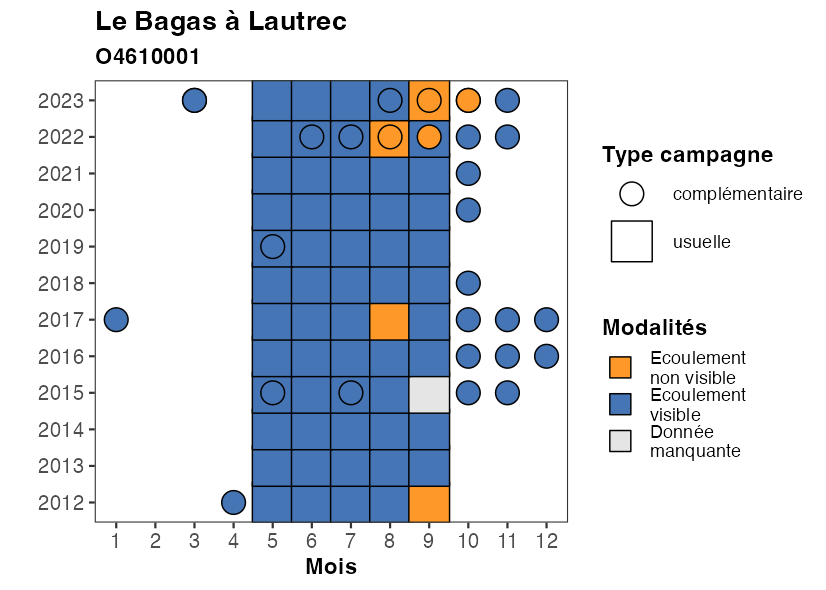 Le Bagas à Lautrec
O4610001
2023
2022
2021
2020
2019
2018
2017
2016
2015
2014
2013
2012
1 2 3 4 5 6 7 8 9 10 11 12
Mois
Type campagne
complémentaire
usuelle
Modalités
Ecoulement
non visible
Ecoulement
visible
Donnée
manquante